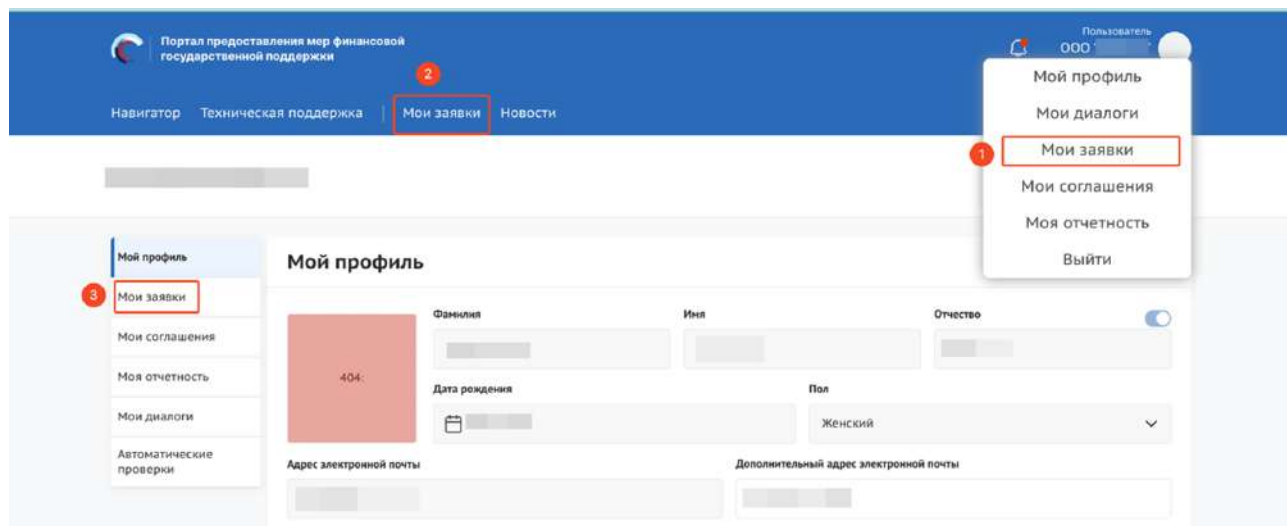 Портал предоставления мер финансовой
государственной поддержки
Пользователь
ООО
2
Навигатор Техническая поддержка Мои заявки Новости
Мой профиль
Мои диалоги
1 Мои заявки
Мои соглашения
Моя отчетность
Выйти
Мой профиль
3 Мои заявки
Мои соглашения
Моя отчетность
Мои диалоги
Автоматические
проверки
Мой профиль
404:
Фамилия Имя Отчество
Дата рождения Пол
Женский
Адрес электронной почты Дополнительный адрес электронной почты